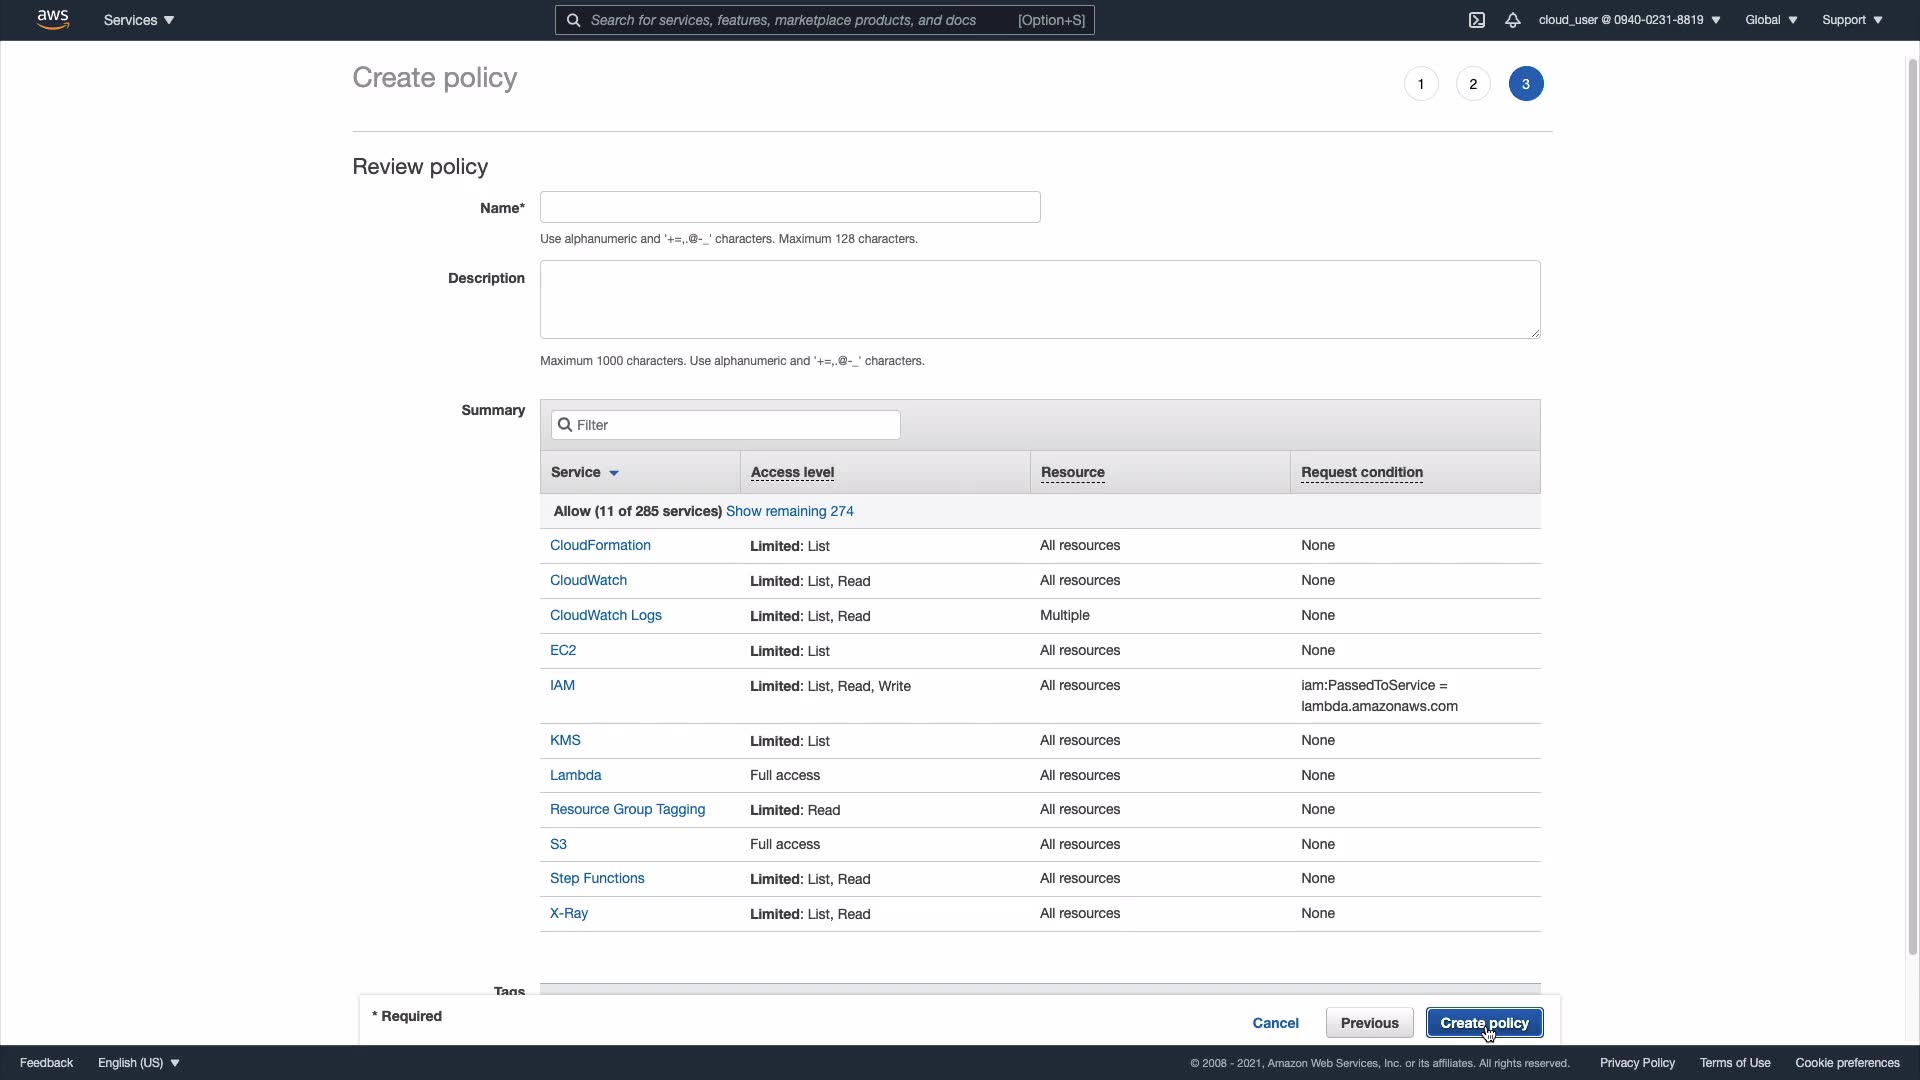 aws Services Search for services, features, marketplace products, and docs [Option+S] cloud_user @ 0940-0231-8819 Global Support
Create policy 1 2 3
Review policy
Name*
Use alphanumeric and '+=,.@-_' characters. Maximum 128 characters.
Description
Maximum 1000 characters. Use alphanumeric and '+=,.@-_' characters.
Summary Filter
Service Access level Resource Request condition
Allow (11 of 285 services) Show remaining 274
CloudFormation Limited: List All resources None
CloudWatch Limited: List, Read All resources None
CloudWatch Logs Limited: List, Read Multiple None
EC2 Limited: List All resources None
IAM Limited: List, Read, Write All resources iam:PassedToService =
lambda.amazonaws.com
KMS Limited: List All resources None
Lambda Full access All resources None
Resource Group Tagging Limited: Read All resources None
S3 Full access All resources None
Step Functions Limited: List, Read All resources None
X-Ray Limited: List, Read All resources None
Tags
* Required Cancel Previous Create policy
Feedback English (US) © 2008 - 2021, Amazon Web Services, Inc. or its affiliates. All rights reserved. Privacy Policy Terms of Use Cookie preferences